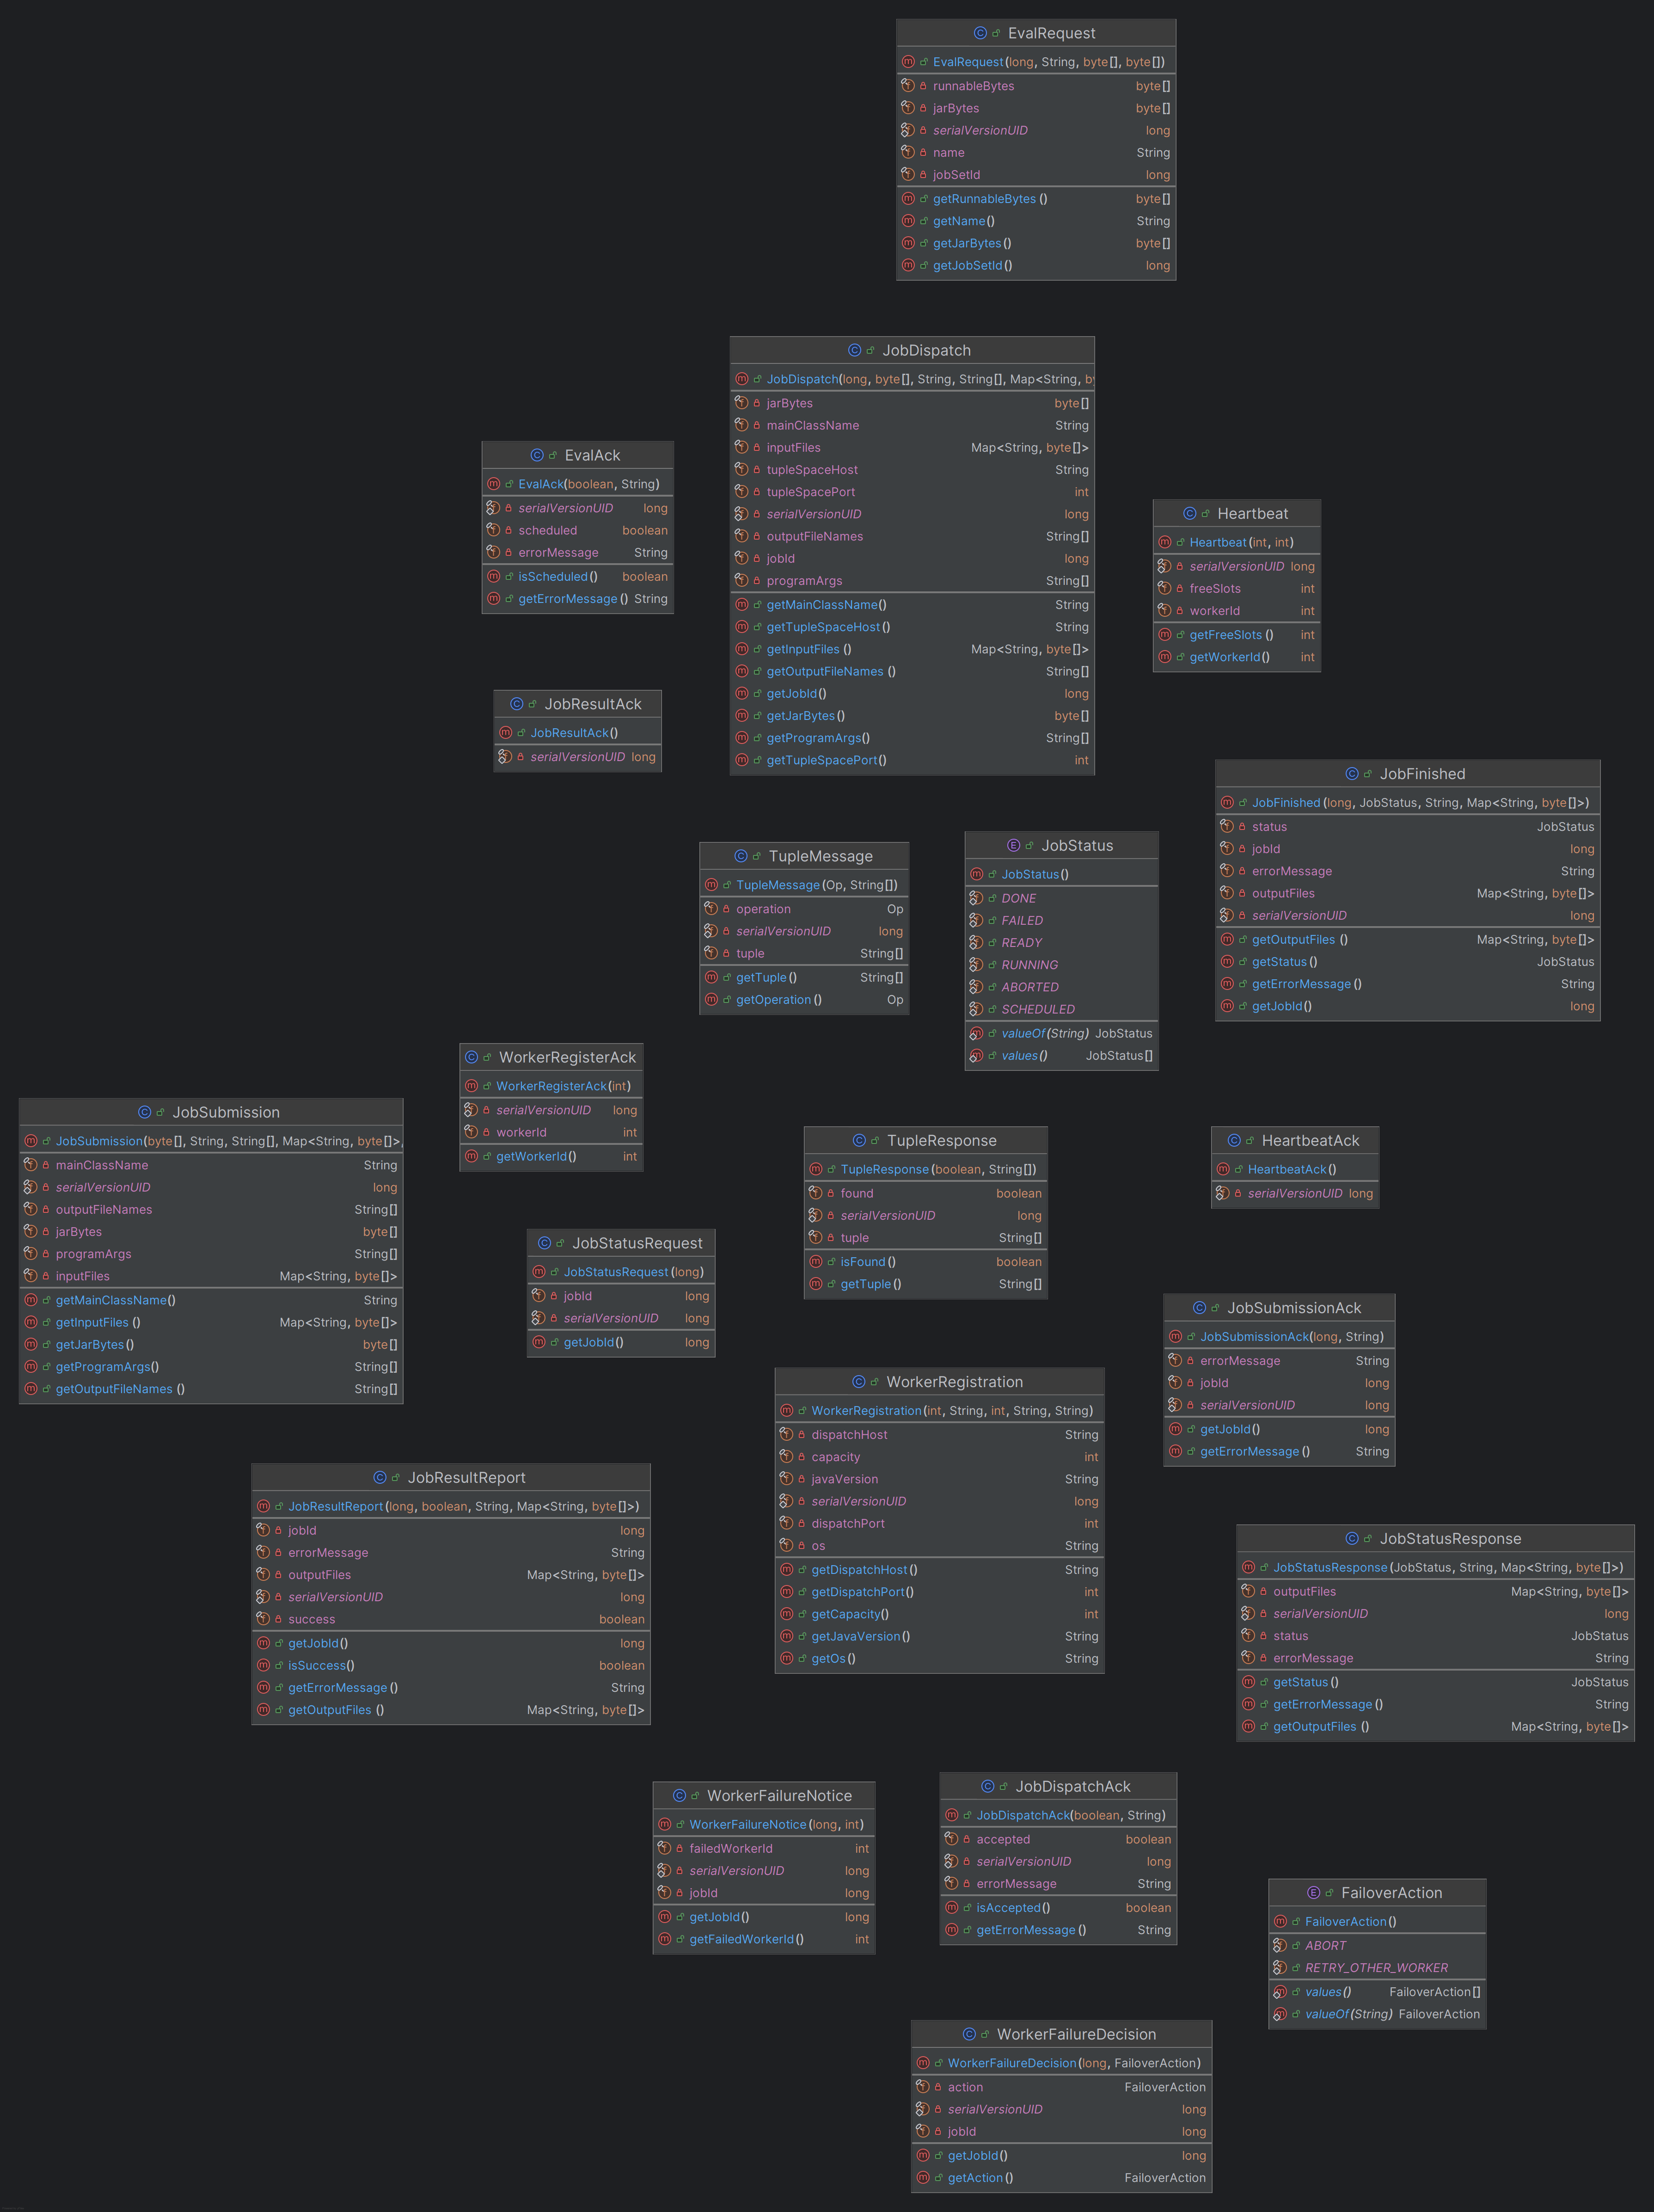 EvalRequest
EvalRequest(long, String, byte[], byte[])
runnableBytes byte[]
jarBytes byte[]
serialVersionUID long
name String
jobSetId long
getRunnableBytes() byte[]
getName() String
getJarBytes() byte[]
getJobSetId() long
JobDispatch
JobDispatch(long, byte[], String, String[], Map<String, by
jarBytes byte[]
mainClassName String
inputFiles Map<String, byte[]>
tupleSpaceHost String
tupleSpacePort int
serialVersionUID long
outputFileNames String[]
jobId long
programArgs String[]
getMainClassName() String
getTupleSpaceHost() String
getInputFiles() Map<String, byte[]>
getOutputFileNames() String[]
getJobId() long
getJarBytes() byte[]
getProgramArgs() String[]
getTupleSpacePort() int
EvalAck
EvalAck(boolean, String)
serialVersionUID long
scheduled boolean
errorMessage String
isScheduled() boolean
getErrorMessage() String
Heartbeat
Heartbeat(int, int)
serialVersionUID long
freeSlots int
workerId int
getFreeSlots() int
getWorkerId() int
JobResultAck
JobResultAck()
serialVersionUID long
JobFinished
JobFinished(long, JobStatus, String, Map<String, byte[]>)
status JobStatus
jobId long
errorMessage String
outputFiles Map<String, byte[]>
serialVersionUID long
getOutputFiles() Map<String, byte[]>
getStatus() JobStatus
getErrorMessage() String
getJobId() long
TupleMessage
TupleMessage(Op, String[])
operation Op
serialVersionUID long
tuple String[]
getTuple() String[]
getOperation() Op
JobStatus
JobStatus()
DONE
FAILED
READY
RUNNING
ABORTED
SCHEDULED
valueOf(String) JobStatus
values() JobStatus[]
WorkerRegisterAck
WorkerRegisterAck(int)
serialVersionUID long
workerId int
getWorkerId() int
JobSubmission
JobSubmission(byte[], String, String[], Map<String, byte[]>,
mainClassName String
serialVersionUID long
outputFileNames String[]
jarBytes byte[]
programArgs String[]
inputFiles Map<String, byte[]>
getMainClassName() String
getInputFiles() Map<String, byte[]>
getJarBytes() byte[]
getProgramArgs() String[]
getOutputFileNames() String[]
TupleResponse
TupleResponse(boolean, String[])
found boolean
serialVersionUID long
tuple String[]
isFound() boolean
getTuple() String[]
HeartbeatAck
HeartbeatAck()
serialVersionUID long
JobStatusRequest
JobStatusRequest(long)
jobId long
serialVersionUID long
getJobId() long
JobSubmissionAck
JobSubmissionAck(long, String)
errorMessage String
jobId long
serialVersionUID long
getJobId() long
getErrorMessage() String
WorkerRegistration
WorkerRegistration(int, String, int, String, String)
dispatchHost String
capacity int
javaVersion String
serialVersionUID long
dispatchPort int
os String
getDispatchHost() String
getDispatchPort() int
getCapacity() int
getJavaVersion() String
getOs() String
JobResultReport
JobResultReport(long, boolean, String, Map<String, byte[]>)
jobId long
errorMessage String
outputFiles Map<String, byte[]>
serialVersionUID long
success boolean
getJobId() long
isSuccess() boolean
getErrorMessage() String
getOutputFiles() Map<String, byte[]>
JobStatusResponse
JobStatusResponse(JobStatus, String, Map<String, byte[]>)
outputFiles Map<String, byte[]>
serialVersionUID long
status JobStatus
errorMessage String
getStatus() JobStatus
getErrorMessage() String
getOutputFiles() Map<String, byte[]>
WorkerFailureNotice
WorkerFailureNotice(long, int)
failedWorkerId int
serialVersionUID long
jobId long
getJobId() long
getFailedWorkerId() int
JobDispatchAck
JobDispatchAck(boolean, String)
accepted boolean
serialVersionUID long
errorMessage String
isAccepted() boolean
getErrorMessage() String
FailoverAction
FailoverAction()
ABORT
RETRY_OTHER_WORKER
values() FailoverAction[]
valueOf(String) FailoverAction
WorkerFailureDecision
WorkerFailureDecision(long, FailoverAction)
action FailoverAction
serialVersionUID long
jobId long
getJobId() long
getAction() FailoverAction